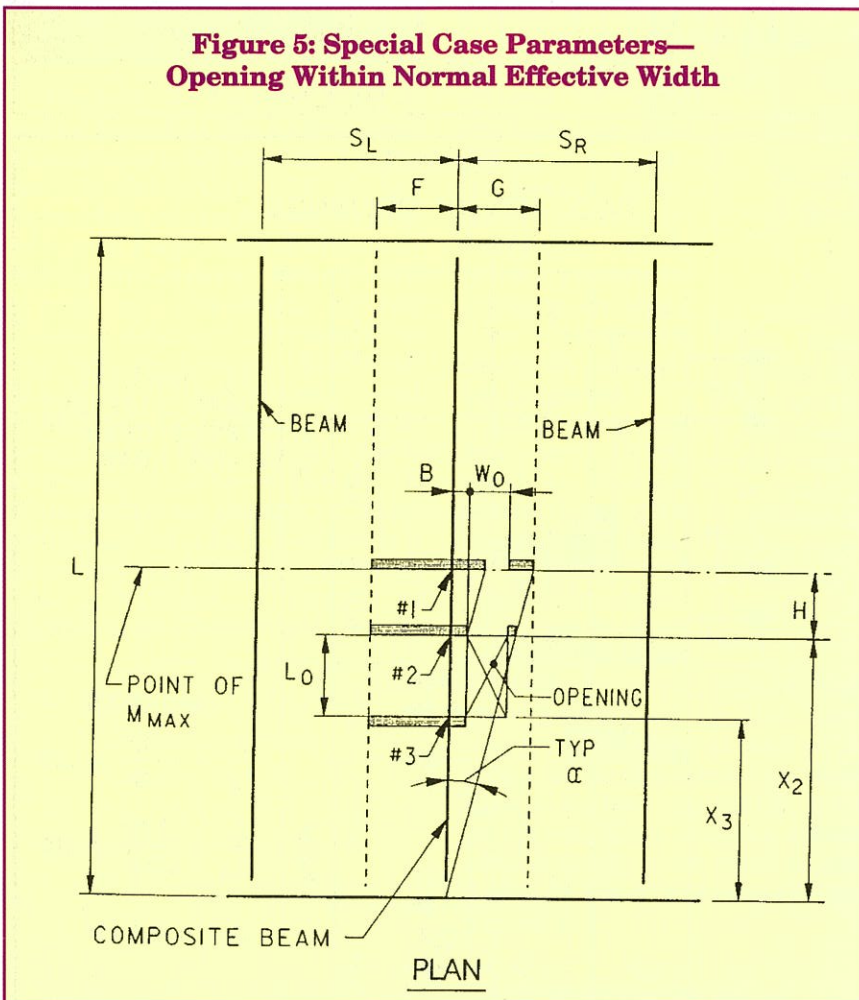 Figure 5: Special Case Parameters—
Opening Within Normal Effective Width
SL
SR
F
G
BEAM
BEAM
B
WO
L
#1
H
LO
#2
POINT OF
MMAX
OPENING
#3
TYP
α
X2
X3
COMPOSITE BEAM
PLAN